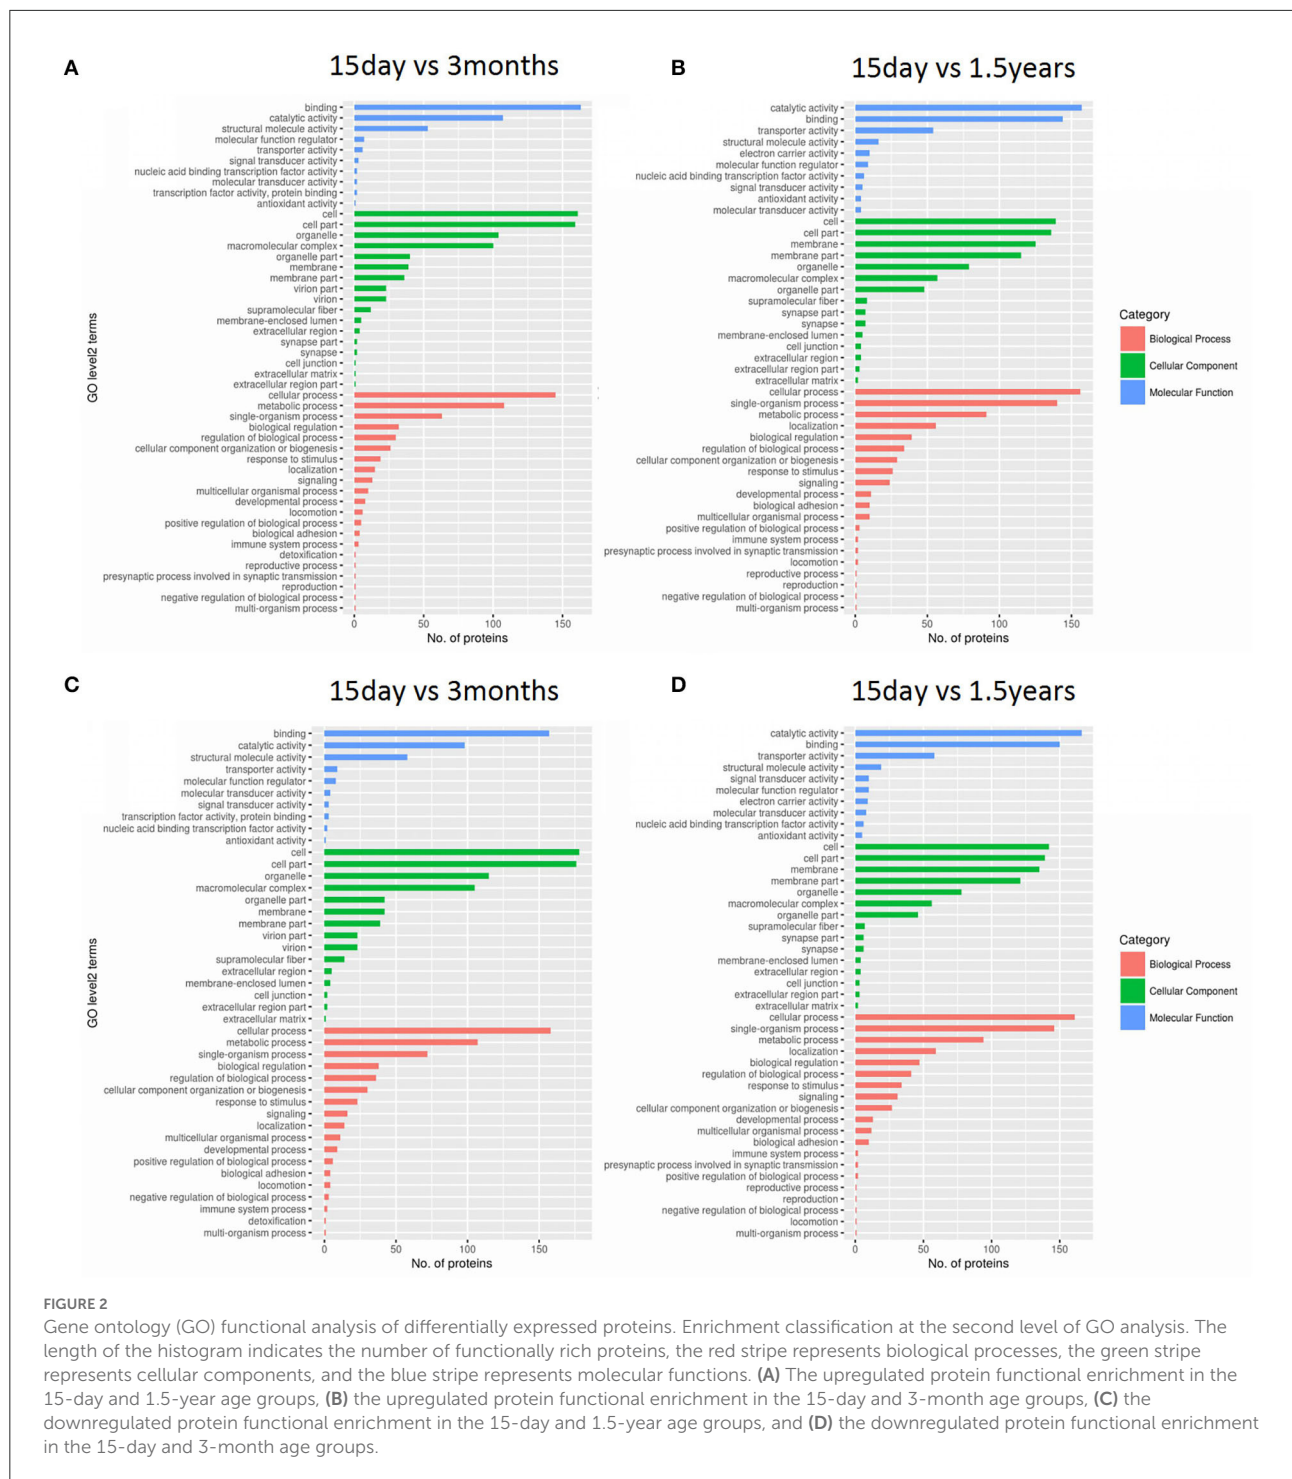 A
15day vs 3months
GO level2 terms
binding
catalytic activity
structural molecule activity
molecular function regulator
transporter activity
signal transducer activity
nucleic acid binding transcription factor activity
molecular transducer activity
transcription factor activity, protein binding
antioxidant activity
cell
cell part
organelle
macromolecular complex
organelle part
membrane
membrane part
virion part
virion
supramolecular fiber
membrane-enclosed lumen
extracellular region
synapse part
synapse
cell junction
extracellular matrix
extracellular region part
cellular process
metabolic process
single-organism process
biological regulation
regulation of biological process
cellular component organization or biogenesis
response to stimulus
localization
signaling
multicellular organismal process
developmental process
locomotion
positive regulation of biological process
biological adhesion
immune system process
detoxification
reproductive process
presynaptic process involved in synaptic transmission
reproduction
negative regulation of biological process
multi-organism process
0 50 100 150
No. of proteins
B
15day vs 1.5years
catalytic activity
binding
transporter activity
structural molecule activity
electron carrier activity
molecular function regulator
nucleic acid binding transcription factor activity
signal transducer activity
antioxidant activity
molecular transducer activity
cell
cell part
membrane
membrane part
organelle
macromolecular complex
organelle part
supramolecular fiber
synapse part
synapse
membrane-enclosed lumen
cell junction
extracellular region
extracellular region part
extracellular matrix
cellular process
single-organism process
metabolic process
localization
biological regulation
regulation of biological process
cellular component organization or biogenesis
response to stimulus
signaling
developmental process
biological adhesion
multicellular organismal process
positive regulation of biological process
immune system process
presynaptic process involved in synaptic transmission
locomotion
reproductive process
reproduction
negative regulation of biological process
multi-organism process
0 50 100 150
No. of proteins
Category
Biological Process
Cellular Component
Molecular Function
C
15day vs 3months
GO level2 terms
binding
catalytic activity
structural molecule activity
transporter activity
molecular function regulator
molecular transducer activity
signal transducer activity
transcription factor activity, protein binding
nucleic acid binding transcription factor activity
antioxidant activity
cell
cell part
organelle
macromolecular complex
organelle part
membrane
membrane part
virion part
virion
supramolecular fiber
extracellular region
membrane-enclosed lumen
cell junction
extracellular region part
extracellular matrix
cellular process
metabolic process
single-organism process
biological regulation
regulation of biological process
cellular component organization or biogenesis
response to stimulus
signaling
localization
multicellular organismal process
developmental process
positive regulation of biological process
biological adhesion
locomotion
negative regulation of biological process
immune system process
detoxification
multi-organism process
0 50 100 150
No. of proteins
D
15day vs 1.5years
catalytic activity
binding
transporter activity
structural molecule activity
signal transducer activity
molecular function regulator
electron carrier activity
molecular transducer activity
nucleic acid binding transcription factor activity
antioxidant activity
cell
cell part
membrane
membrane part
organelle
macromolecular complex
organelle part
supramolecular fiber
synapse part
synapse
membrane-enclosed lumen
extracellular region
cell junction
extracellular region part
extracellular matrix
cellular process
single-organism process
metabolic process
localization
biological regulation
regulation of biological process
response to stimulus
signaling
cellular component organization or biogenesis
developmental process
multicellular organismal process
biological adhesion
immune system process
presynaptic process involved in synaptic transmission
positive regulation of biological process
reproductive process
reproduction
negative regulation of biological process
locomotion
multi-organism process
0 50 100 150
No. of proteins
Category
Biological Process
Cellular Component
Molecular Function
FIGURE 2
Gene ontology (GO) functional analysis of differentially expressed proteins. Enrichment classification at the second level of GO analysis. The
length of the histogram indicates the number of functionally rich proteins, the red stripe represents biological processes, the green stripe
represents cellular components, and the blue stripe represents molecular functions. (A) The upregulated protein functional enrichment in the
15-day and 1.5-year age groups, (B) the upregulated protein functional enrichment in the 15-day and 3-month age groups, (C) the
downregulated protein functional enrichment in the 15-day and 1.5-year age groups, and (D) the downregulated protein functional enrichment
in the 15-day and 3-month age groups.